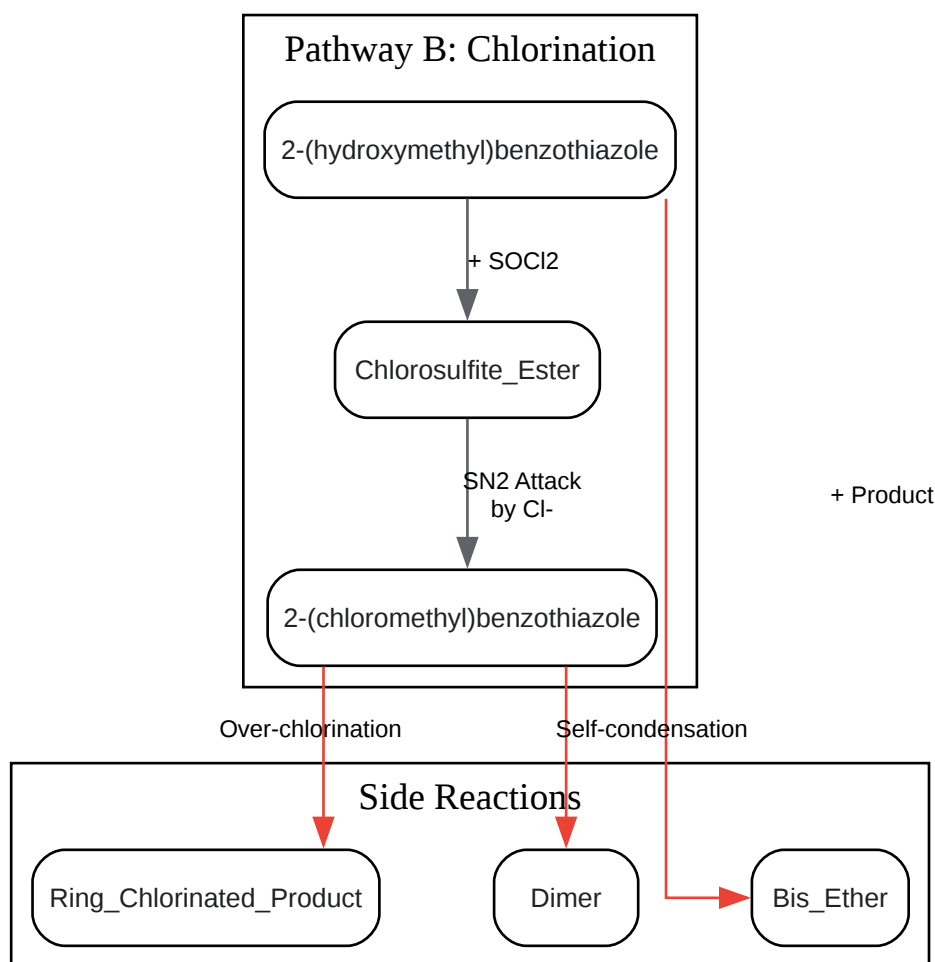 Pathway B: Chlorination
2-(hydroxymethyl)benzothiazole
+ SOCl2
Chlorosulfite_Ester
SN2 Attack
by Cl-
+ Product
2-(chloromethyl)benzothiazole
Over-chlorination
Self-condensation
Side Reactions
Ring_Chlorinated_Product
Dimer
Bis_Ether